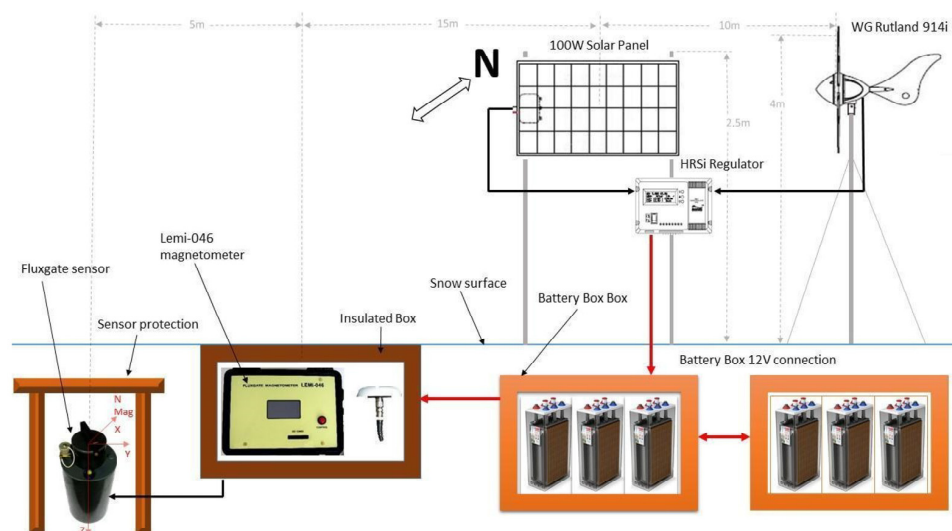 5m
15m
10m
WG Rutland 914i
100W Solar Panel
N
4m
2.5m
HRSi Regulator
Lemi-046
magnetometer
Fluxgate sensor
Snow surface
Battery Box Box
Insulated Box
Sensor protection
Battery Box 12V connection
FLUXGATE MAGNETOMETER LEMI-046
N
Mag
X
Y
Z